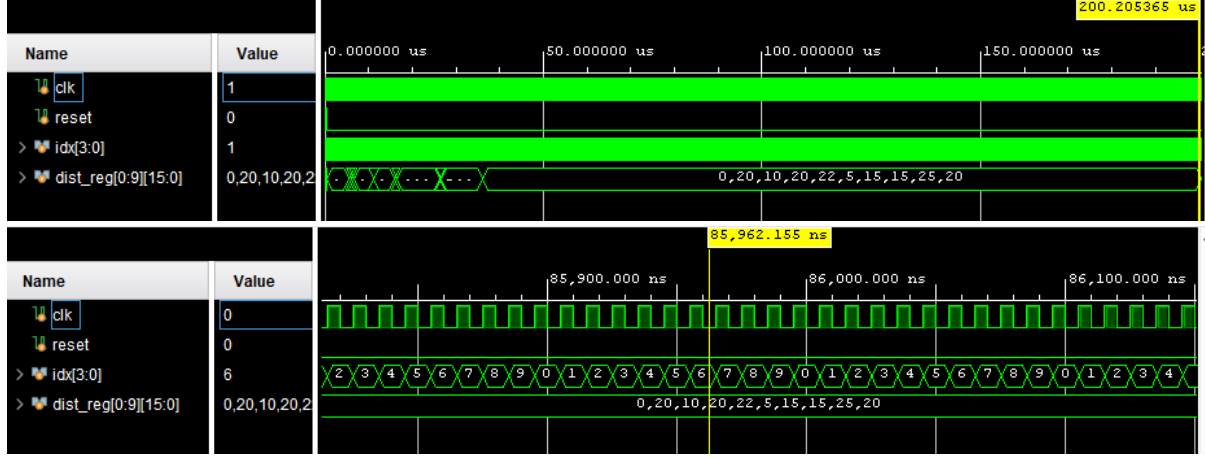 200.205365 us
Name Value 0.000000 us 50.000000 us 100.000000 us 150.000000 us
clk 1
reset 0
idx[3:0] 1
dist_reg[0:9][15:0] 0,20,10,20,2 0,20,10,20,22,5,15,15,25,20
85,962.155 ns
Name Value 85,900.000 ns 86,000.000 ns 86,100.000 ns
clk 0
reset 0
idx[3:0] 6 2 3 4 5 6 7 8 9 0 1 2 3 4 5 6 7 8 9 0 1 2 3 4 5 6 7 8 9 0 1 2 3 4
dist_reg[0:9][15:0] 0,20,10,20,2 0,20,10,20,22,5,15,15,25,20